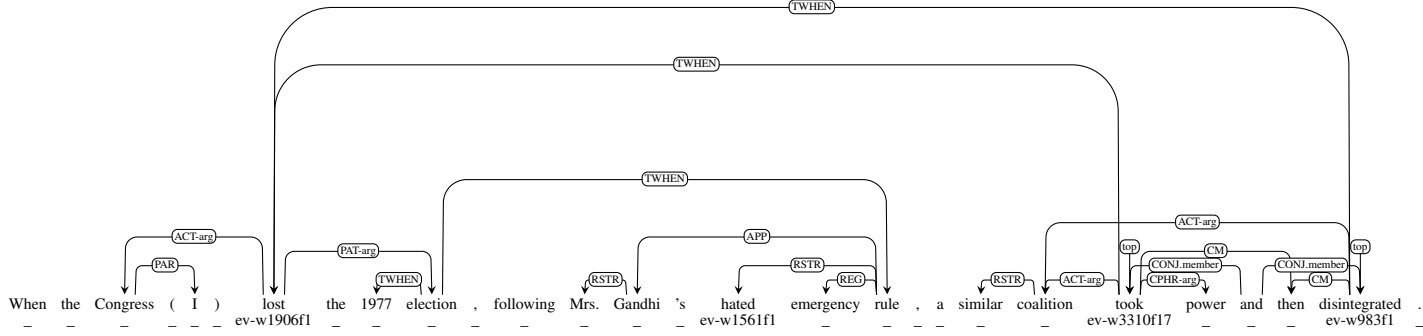 TWHEN
TWHEN
TWHEN
ACT-arg
ACT-arg APP top CM top
PAT-arg
PAR RSTR CONJ.member CONJ.member
TWHEN RSTR REG RSTR ACT-arg CPHR-arg CM
When the Congress ( I ) lost the 1977 election , following Mrs. Gandhi 's hated emergency rule , a similar coalition took power and then disintegrated .
_ _ _ _ _ _ ev-w1906f1 _ _ _ _ _ _ _ _ ev-w1561f1 _ _ _ _ _ _ ev-w3310f17 _ _ _ ev-w983f1 _